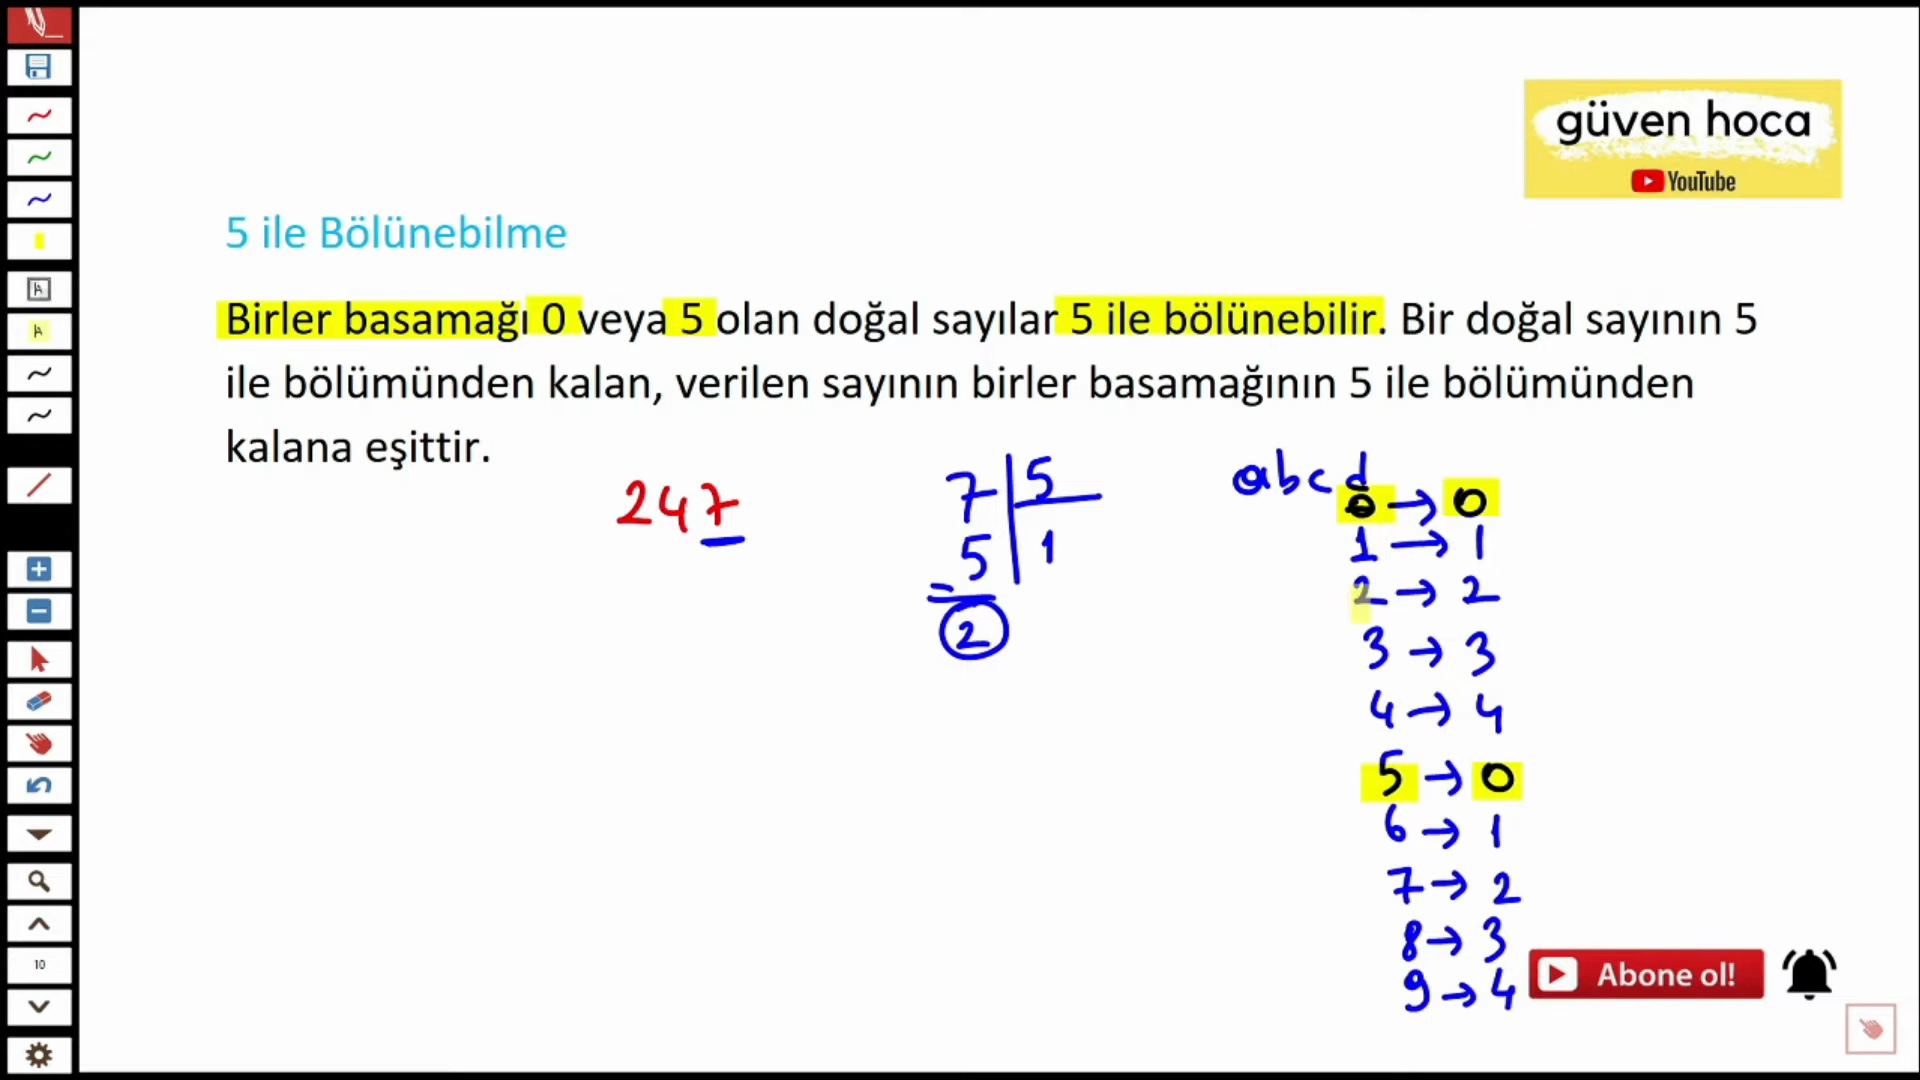 güven hoca
YouTube
5 ile Bölünebilme
Birler basamağı 0 veya 5 olan doğal sayılar 5 ile bölünebilir. Bir doğal sayının 5
ile bölümünden kalan, verilen sayının birler basamağının 5 ile bölümünden
kalana eşittir.
247
7 5
5 1
2
abcd
0 → 0
1 → 1
2 → 2
3 → 3
4 → 4
5 → 0
6 → 1
7 → 2
8 → 3
9 → 4
Abone ol!
10